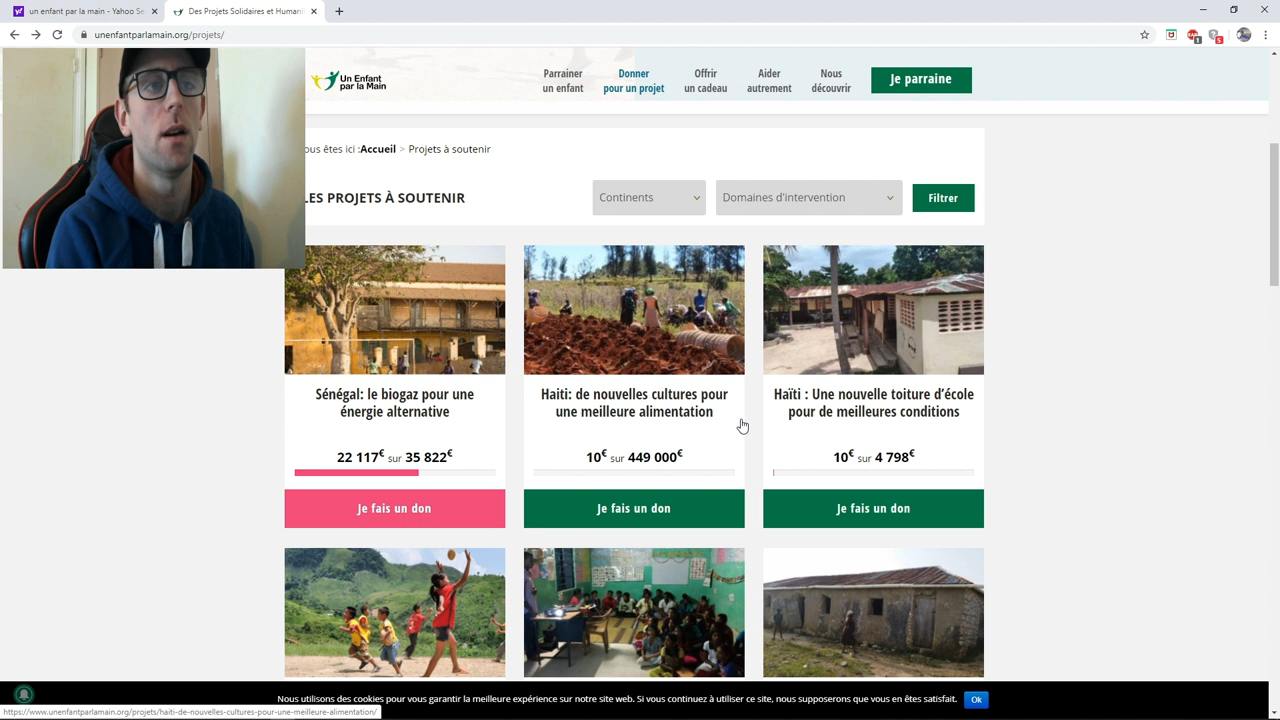 un enfant par la main - Yahoo Se
Des Projets Solidaires et Humani
unenfantparlamain.org/projets/
1
5
Un Enfant
par la Main
Parrainer
un enfant
Donner
pour un projet
Offrir
un cadeau
Aider
autrement
Nous
découvrir
Je parraine
ous êtes ici :Accueil > Projets à soutenir
LES PROJETS À SOUTENIR
Continents
Domaines d'intervention
Filtrer
Sénégal: le biogaz pour une
énergie alternative
22 117€ sur 35 822€
Je fais un don
Haiti: de nouvelles cultures pour
une meilleure alimentation
10€ sur 449 000€
Je fais un don
Haïti : Une nouvelle toiture d'école
pour de meilleures conditions
10€ sur 4 798€
Je fais un don
Nous utilisons des cookies pour vous garantir la meilleure expérience sur notre site web. Si vous continuez à utiliser ce site, nous supposerons que vous en êtes satisfait.
Ok
https://www.unenfantparlamain.org/projets/haiti-de-nouvelles-cultures-pour-une-meilleure-alimentation/